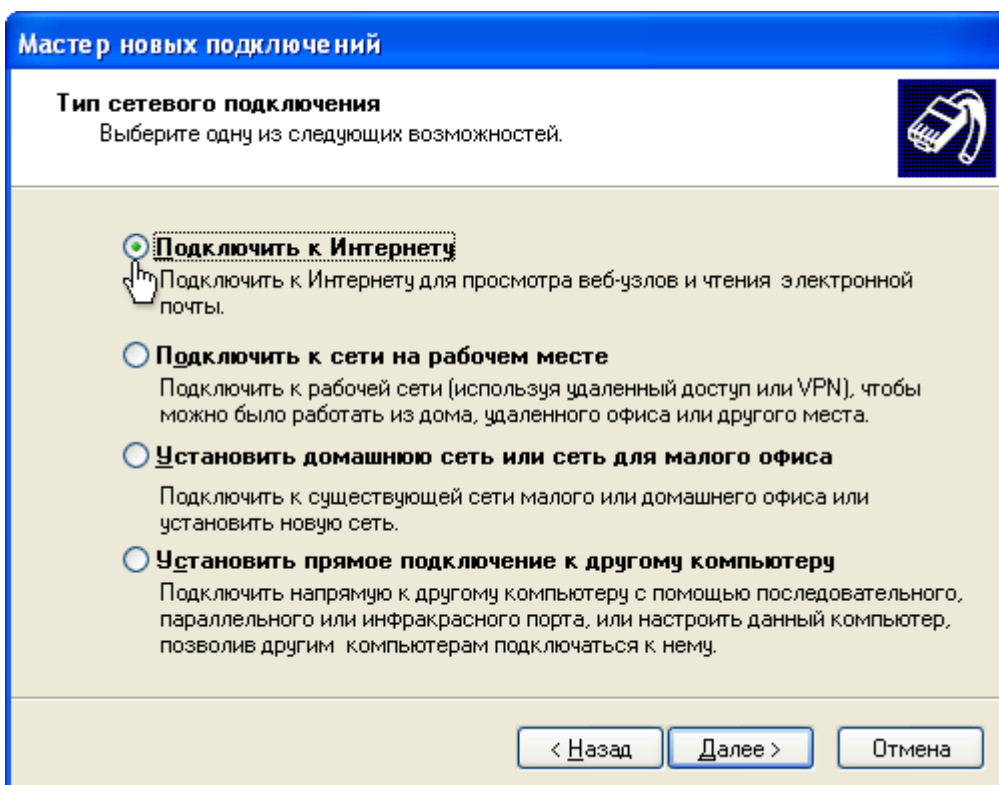 Мастер новых подключений
Тип сетевого подключения
Выберите одну из следующих возможностей.
Подключить к Интернету
Подключить к Интернету для просмотра веб-узлов и чтения электронной
почты.
Подключить к сети на рабочем месте
Подключить к рабочей сети (используя удаленный доступ или VPN), чтобы
можно было работать из дома, удаленного офиса или другого места.
Установить домашнюю сеть или сеть для малого офиса
Подключить к существующей сети малого или домашнего офиса или
установить новую сеть.
Установить прямое подключение к другому компьютеру
Подключить напрямую к другому компьютеру с помощью последовательного,
параллельного или инфракрасного порта, или настроить данный компьютер,
позволив другим компьютерам подключаться к нему.
< Назад Далее > Отмена